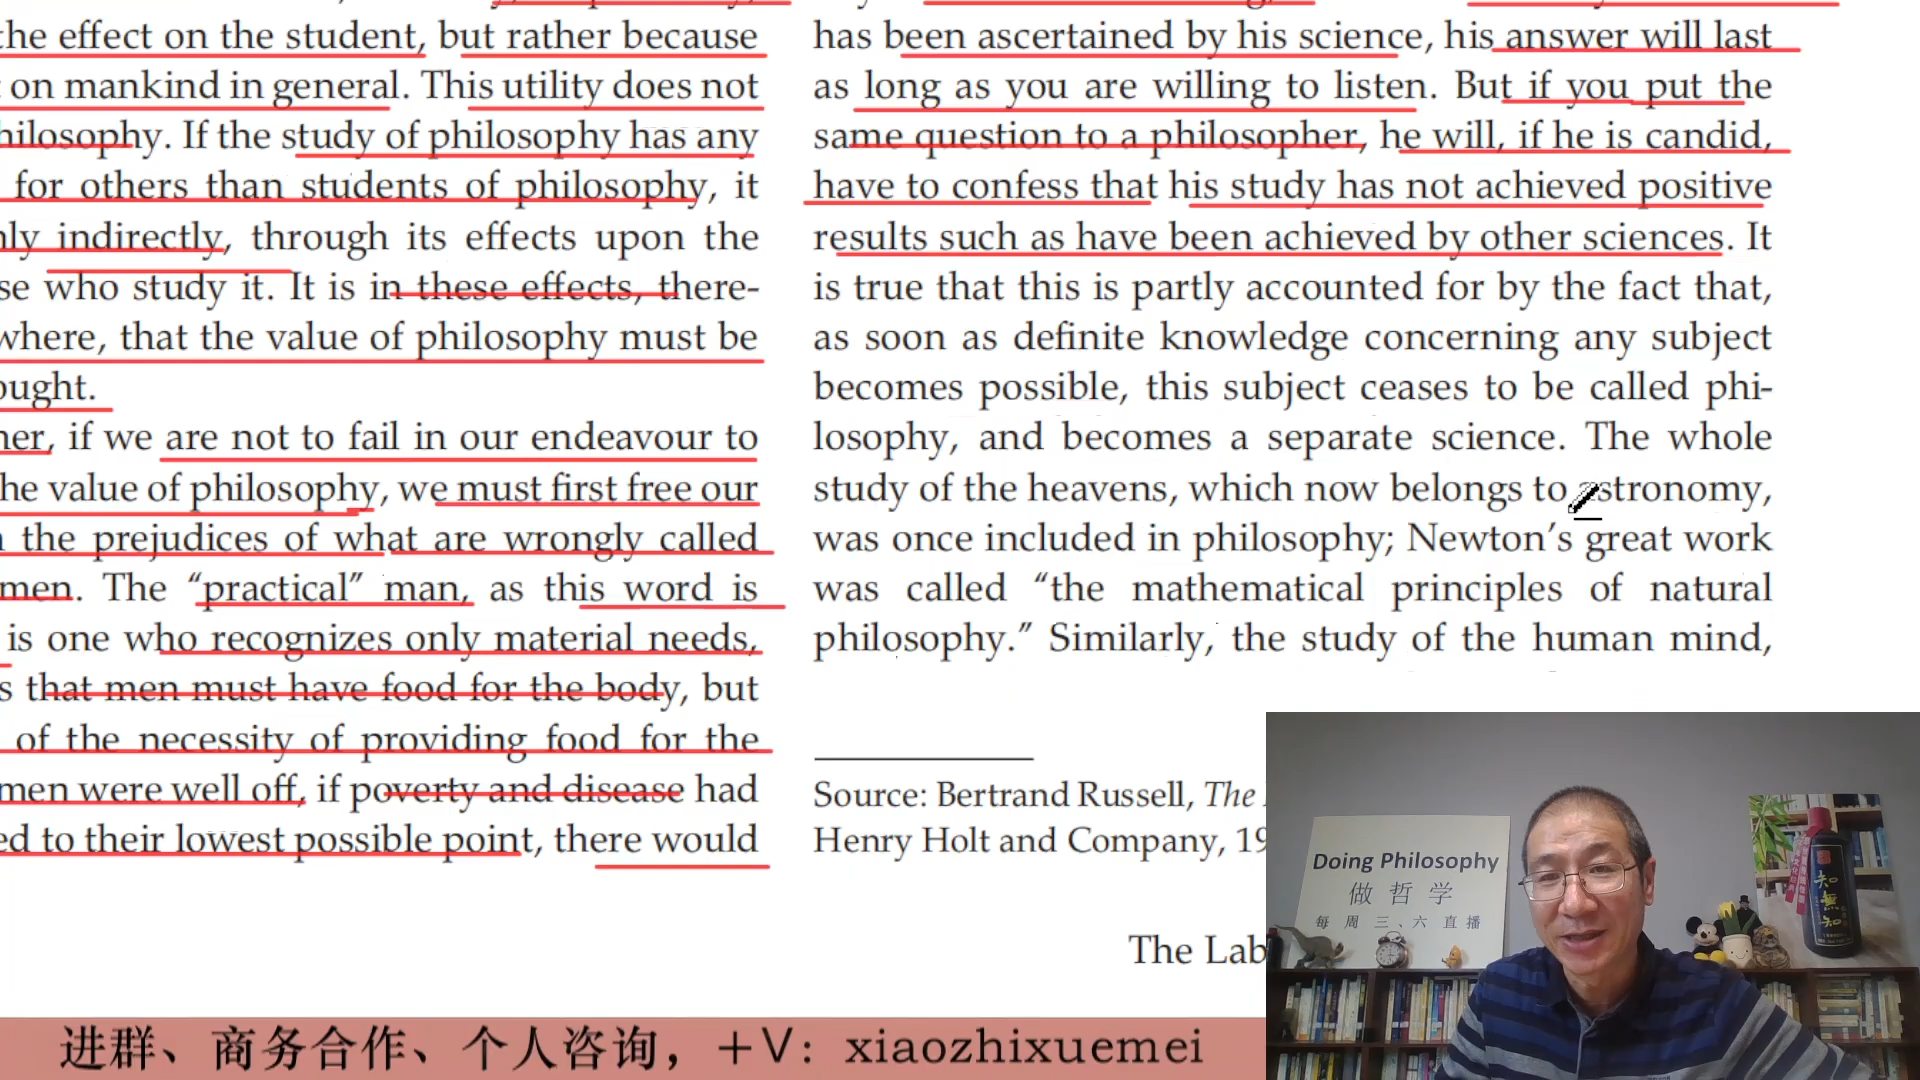 the effect on the student, but rather because
on mankind in general. This utility does not
hilosophy. If the study of philosophy has any
for others than students of philosophy, it
indirectly, through its effects upon the
who study it. It is in these effects, there-
where, that the value of philosophy must be
ought.
if we are not to fail in our endeavour to
he value of philosophy, we must first free our
the prejudices of what are wrongly called
men. The “practical” man, as this word is
is one who recognizes only material needs,
that men must have food for the body, but
of the necessity of providing food for the
men were well off, if poverty and disease had
ed to their lowest possible point, there would
has been ascertained by his science, his answer will last
as long as you are willing to listen. But if you put the
same question to a philosopher, he will, if he is candid,
have to confess that his study has not achieved positive
results such as have been achieved by other sciences. It
is true that this is partly accounted for by the fact that,
as soon as definite knowledge concerning any subject
becomes possible, this subject ceases to be called phi-
losophy, and becomes a separate science. The whole
study of the heavens, which now belongs to astronomy,
was once included in philosophy; Newton’s great work
was called “the mathematical principles of natural
philosophy.” Similarly, the study of the human mind,
Source: Bertrand Russell, The
Henry Holt and Company, 19
The Lab
Doing Philosophy
做哲学
每周三、六直播
知無知
进群、商务合作、个人咨询，+V：xiaozhixuemei